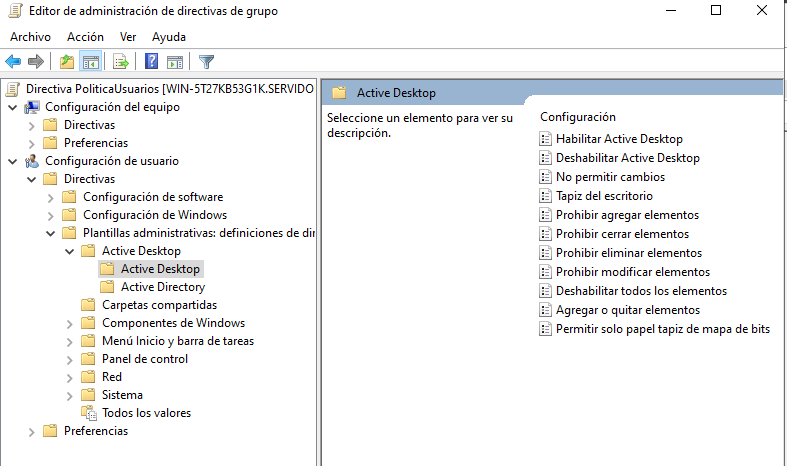 Editor de administración de directivas de grupo
Archivo Acción Ver Ayuda
Directiva PoliticaUsuarios [WIN-5T27KB53G1K.SERVIDO
Configuración del equipo
Directivas
Preferencias
Configuración de usuario
Directivas
Configuración de software
Configuración de Windows
Plantillas administrativas: definiciones de dir
Active Desktop
Active Desktop
Active Directory
Carpetas compartidas
Componentes de Windows
Menú Inicio y barra de tareas
Panel de control
Red
Sistema
Todos los valores
Preferencias
Active Desktop
Seleccione un elemento para ver su
descripción.
Configuración
Habilitar Active Desktop
Deshabilitar Active Desktop
No permitir cambios
Tapiz del escritorio
Prohibir agregar elementos
Prohibir cerrar elementos
Prohibir eliminar elementos
Prohibir modificar elementos
Deshabilitar todos los elementos
Agregar o quitar elementos
Permitir solo papel tapiz de mapa de bits